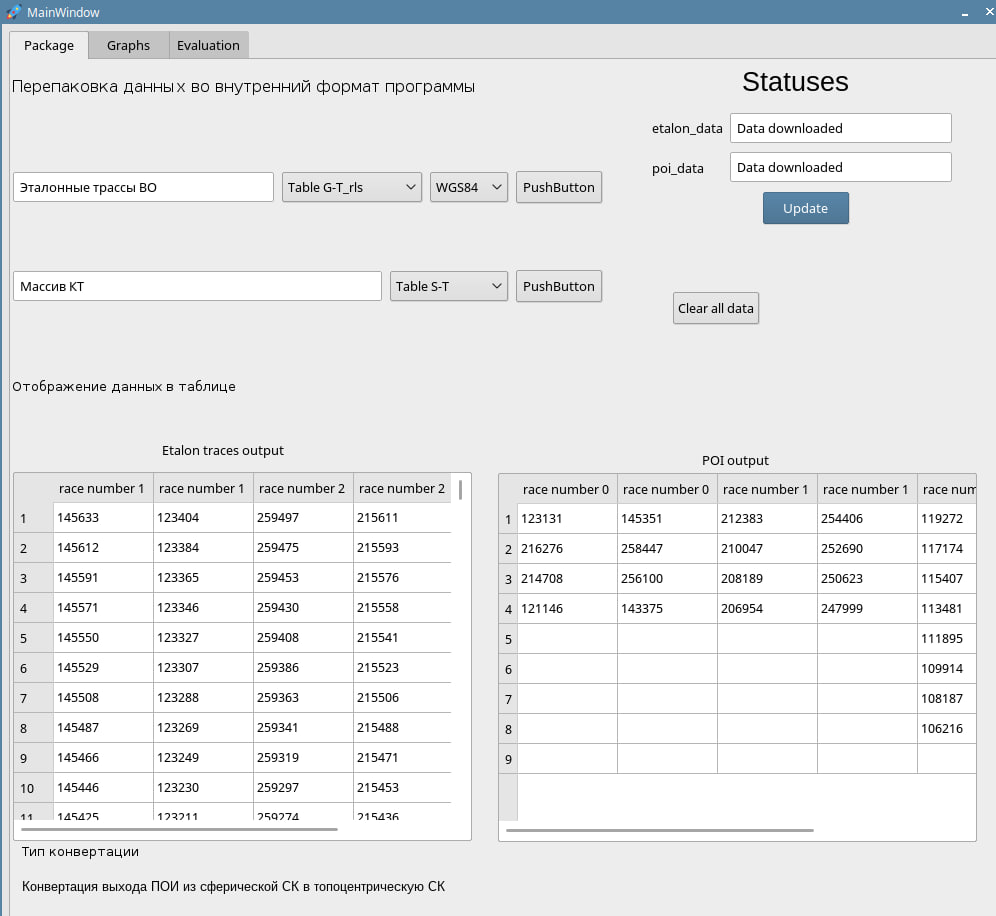 MainWindow
Package Graphs Evaluation
Перепаковка данных во внутренний формат программы
Statuses
etalon_data Data downloaded
poi_data Data downloaded
Эталонные трассы ВО Table G-T_rls WGS84 PushButton
Update
Массив КТ Table S-T PushButton
Clear all data
Отображение данных в таблице
Etalon traces output
race number 1 race number 1 race number 2 race number 2
1 145633 123404 259497 215611
2 145612 123384 259475 215593
3 145591 123365 259453 215576
4 145571 123346 259430 215558
5 145550 123327 259408 215541
6 145529 123307 259386 215523
7 145508 123288 259363 215506
8 145487 123269 259341 215488
9 145466 123249 259319 215471
10 145446 123230 259297 215453
11 145425 123211 259274 215436
POI output
race number 0 race number 0 race number 1 race number 1 race num
1 123131 145351 212383 254406 119272
2 216276 258447 210047 252690 117174
3 214708 256100 208189 250623 115407
4 121146 143375 206954 247999 113481
5 111895
6 109914
7 108187
8 106216
9
Тип конвертации
Конвертация выхода ПОИ из сферической СК в топоцентрическую СК